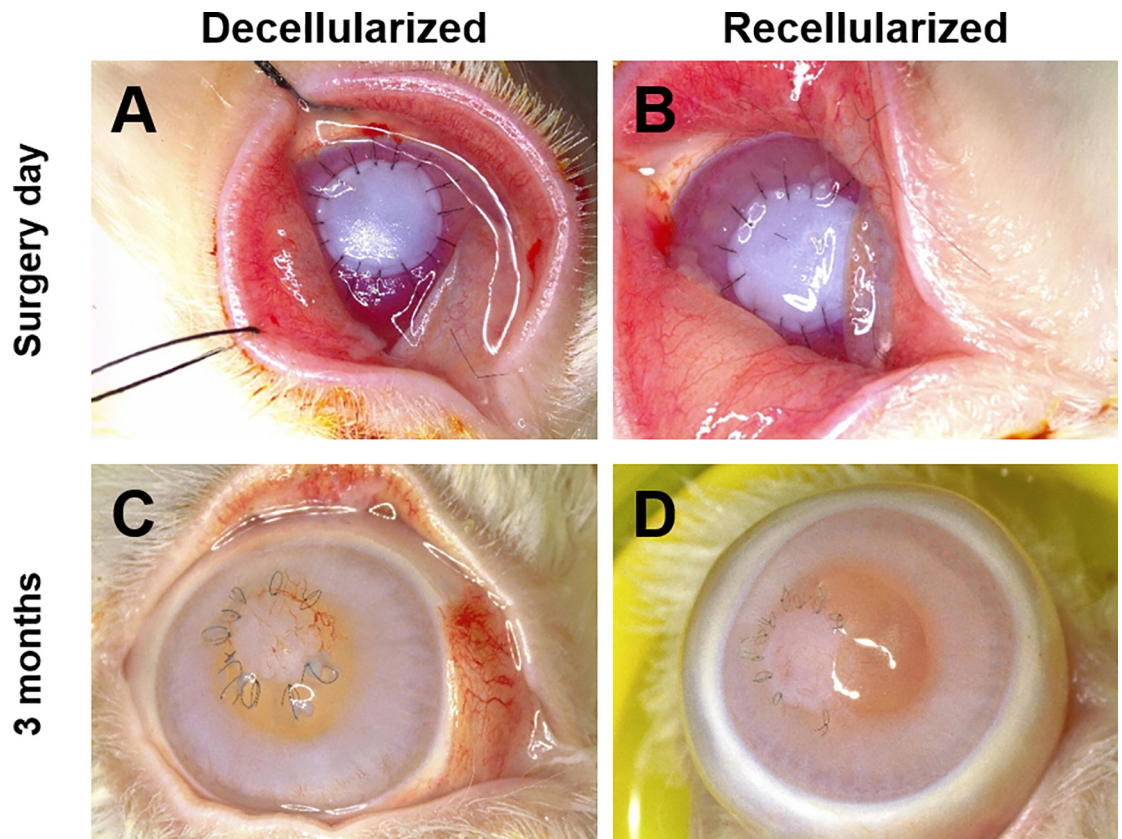 Decellularized
Recellularized
Surgery day
A
B
3 months
C
D